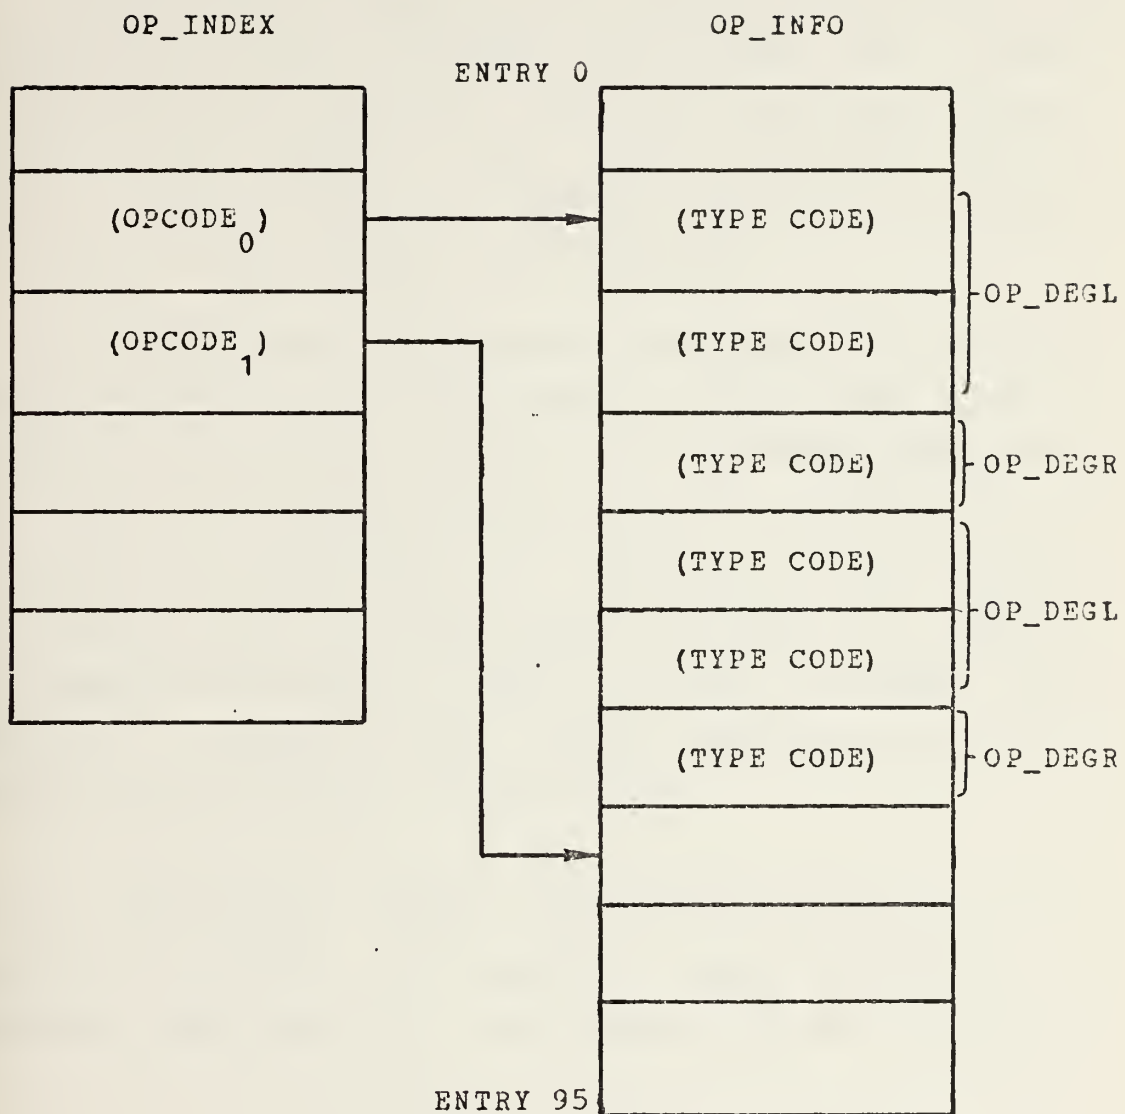 OP_INDEX
OP_INFO
ENTRY 0
(OPCODE0)
(TYPE CODE)
OP_DEGL
(OPCODE1)
(TYPE CODE)
(TYPE CODE)
OP_DEGR
(TYPE CODE)
OP_DEGL
(TYPE CODE)
(TYPE CODE)
OP_DEGR
ENTRY 95